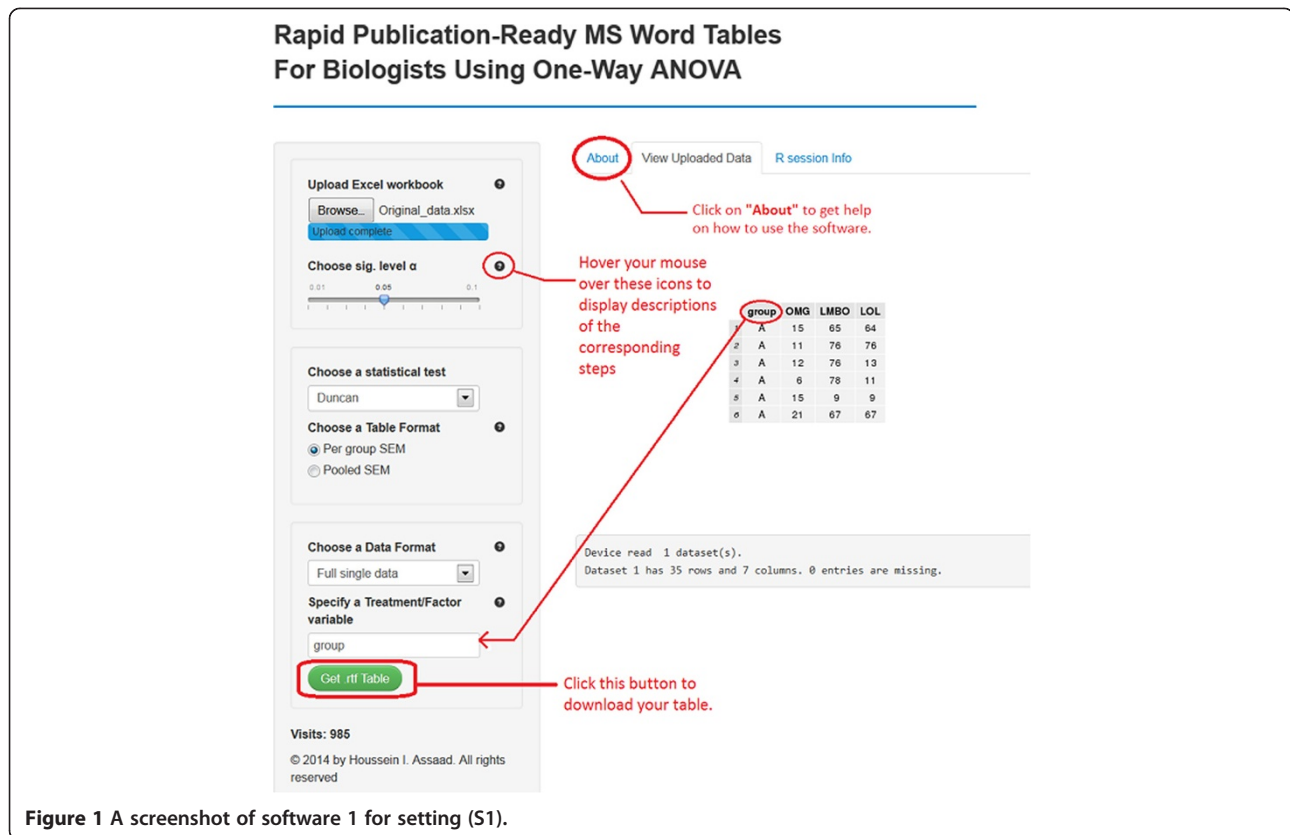 Rapid Publication-Ready MS Word Tables
For Biologists Using One-Way ANOVA
Upload Excel workbook ?
Browse... Original_data.xlsx
Upload complete
Choose sig. level α ?
0.01 0.05 0.1
Choose a statistical test
Duncan
Choose a Table Format ?
Per group SEM
Pooled SEM
Choose a Data Format ?
Full single data
Specify a Treatment/Factor ?
variable
group
Get .rtf Table
Visits: 985
© 2014 by Houssein I. Assaad. All rights
reserved
About View Uploaded Data R session Info
Click on "About" to get help
on how to use the software.
Hover your mouse
over these icons to
display descriptions
of the
corresponding
steps
group OMG LMBO LOL
1 A 15 65 64
2 A 11 76 76
3 A 12 76 13
4 A 6 78 11
5 A 15 9 9
6 A 21 67 67
Device read 1 dataset(s).
Dataset 1 has 35 rows and 7 columns. 0 entries are missing.
Click this button to
download your table.
Figure 1 A screenshot of software 1 for setting (S1).